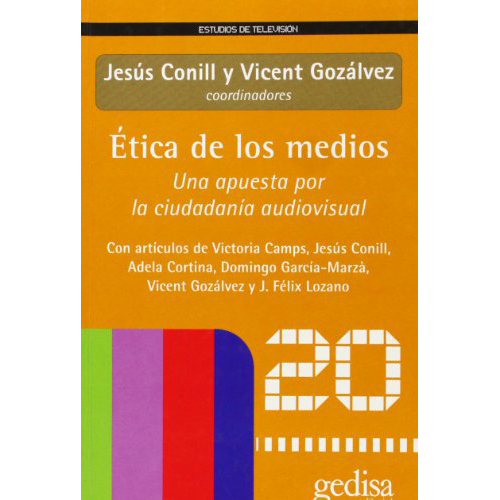 ESTUDIOS DE TELEVISIÓN
Jesús Conill y Vicent Gozálvez
coordinadores
Ética de los medios
Una apuesta por
la ciudadanía audiovisual
Con artículos de Victoria Camps, Jesús Conill,
Adela Cortina, Domingo García-Marzà,
Vicent Gozálvez y J. Félix Lozano
20
gedisa